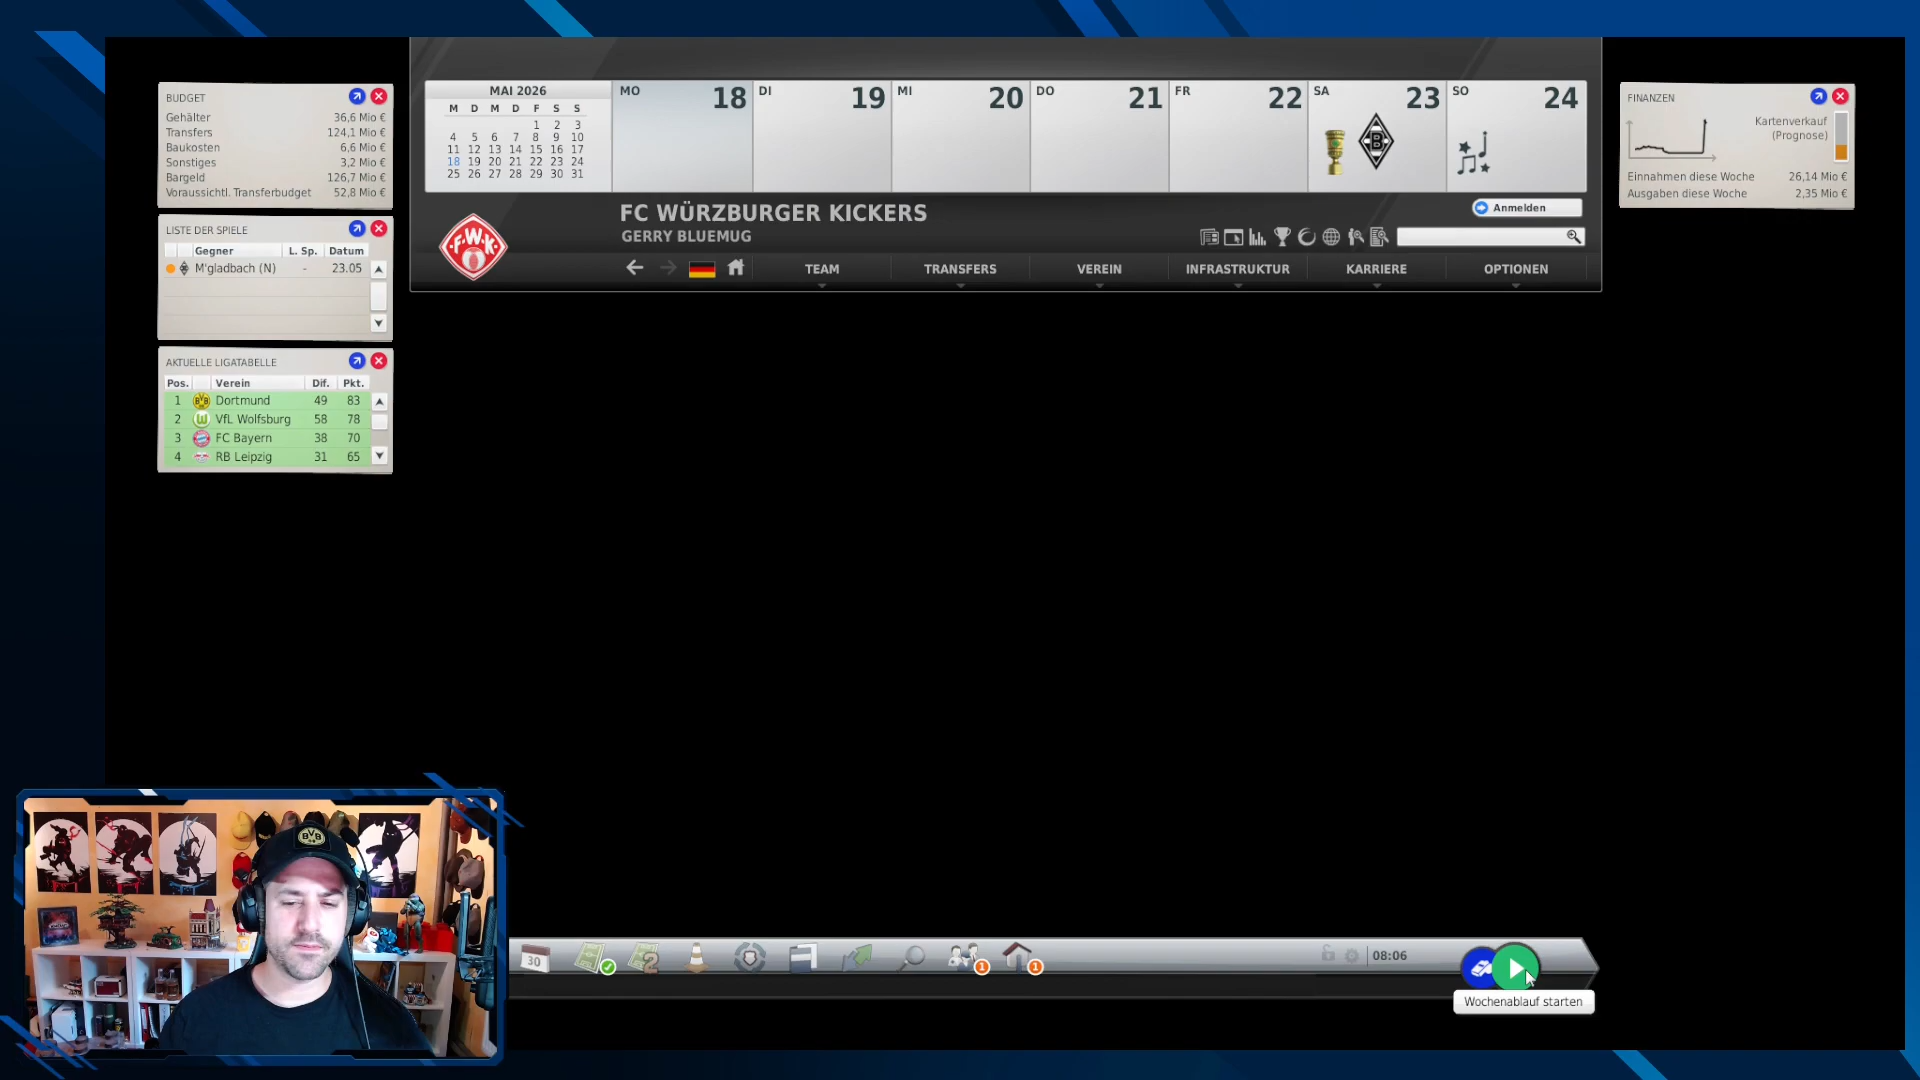 BUDGET
Gehälter 36,6 Mio €
Transfers 124,1 Mio €
Baukosten 6,6 Mio €
Sonstiges 3,2 Mio €
Bargeld 126,7 Mio €
Voraussichtl. Transferbudget 52,8 Mio €
LISTE DER SPIELE
Gegner L. Sp. Datum
M'gladbach (N) - 23.05
AKTUELLE LIGATABELLE
Pos. Verein Dif. Pkt.
1 Dortmund 49 83
2 VfL Wolfsburg 58 78
3 FC Bayern 38 70
4 RB Leipzig 31 65
MAI 2026
M D M D F S S
1 2 3
4 5 6 7 8 9 10
11 12 13 14 15 16 17
18 19 20 21 22 23 24
25 26 27 28 29 30 31
MO 18
DI 19
MI 20
DO 21
FR 22
SA 23
SO 24
B
FWK
FC WÜRZBURGER KICKERS
GERRY BLUEMUG
Anmelden
TEAM
TRANSFERS
VEREIN
INFRASTRUKTUR
KARRIERE
OPTIONEN
FINANZEN
Kartenverkauf
(Prognose)
Einnahmen diese Woche 26,14 Mio €
Ausgaben diese Woche 2,35 Mio €
BVB
30
2
1
1
08:06
Wochenablauf starten